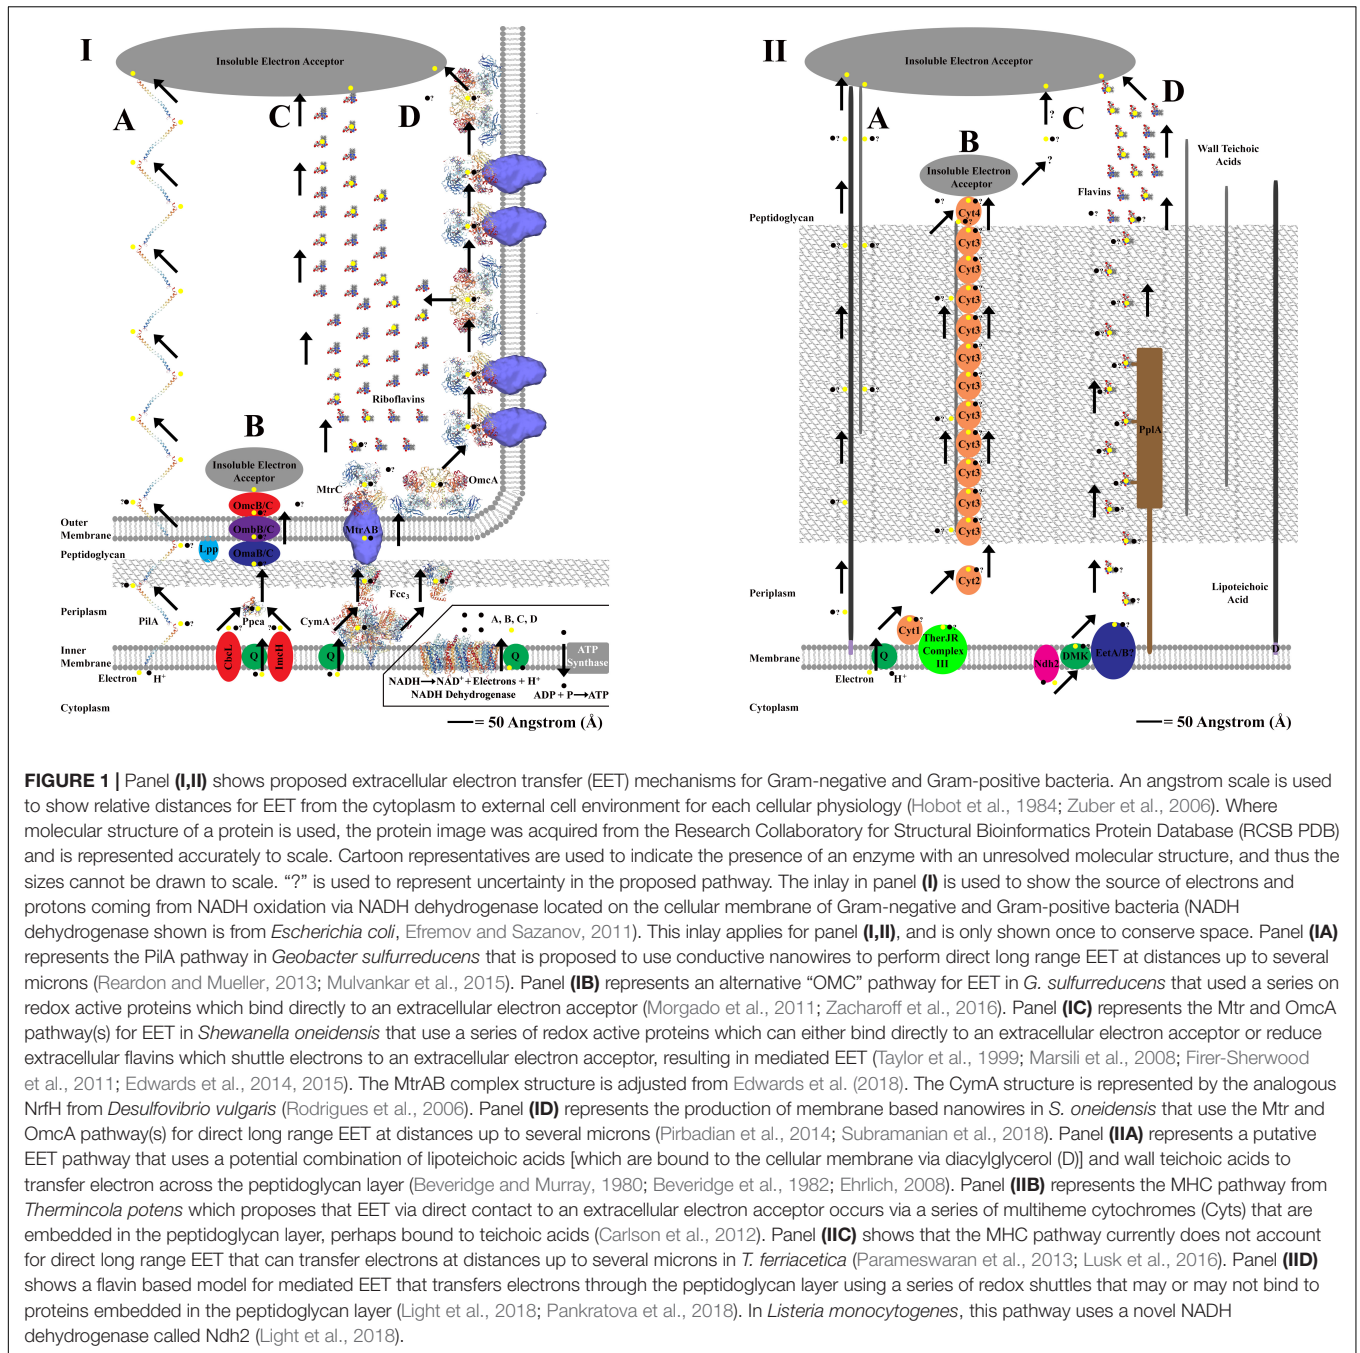 I
Insoluble Electron Acceptor
A
C
D
Riboflavins
B
Insoluble Electron
Acceptor
MtrC
OmcA
OmcB/C
Outer
Membrane
OmbB/C
MtrAB
Peptidoglycan
Lpp
OmaB/C
Periplasm
PilA
Ppca
CymA
Fcc3
A, B, C, D
Inner
Membrane
CbcL
Q
ImcH
Q
Q
ATP
Synthase
Electron
H+
NADH→NAD+ + Electrons + H+
NADH Dehydrogenase
ADP + P→ATP
Cytoplasm
= 50 Angstrom (Å)
II
Insoluble Electron Acceptor
A
B
C
D
Insoluble Electron
Acceptor
Wall Teichoic
Acids
Flavins
Peptidoglycan
Cyt4
Cyt3
Cyt3
Cyt3
Cyt3
Cyt3
Cyt3
Cyt3
Cyt3
Cyt3
Cyt3
Cyt3
PplA
Cyt2
Periplasm
Lipoteichoic
Acid
Cyt1
TherJR
Complex
III
Membrane
Q
Ndh2
DMK
EetA/B?
D
Electron
H+
Cytoplasm
= 50 Angstrom (Å)
FIGURE 1 | Panel (I,II) shows proposed extracellular electron transfer (EET) mechanisms for Gram-negative and Gram-positive bacteria. An angstrom scale is used
to show relative distances for EET from the cytoplasm to external cell environment for each cellular physiology (Hobot et al., 1984; Zuber et al., 2006). Where
molecular structure of a protein is used, the protein image was acquired from the Research Collaboratory for Structural Bioinformatics Protein Database (RCSB PDB)
and is represented accurately to scale. Cartoon representatives are used to indicate the presence of an enzyme with an unresolved molecular structure, and thus the
sizes cannot be drawn to scale. “?” is used to represent uncertainty in the proposed pathway. The inlay in panel (I) is used to show the source of electrons and
protons coming from NADH oxidation via NADH dehydrogenase located on the cellular membrane of Gram-negative and Gram-positive bacteria (NADH
dehydrogenase shown is from Escherichia coli, Efremov and Sazanov, 2011). This inlay applies for panel (I,II), and is only shown once to conserve space. Panel (IA)
represents the PilA pathway in Geobacter sulfurreducens that is proposed to use conductive nanowires to perform direct long range EET at distances up to several
microns (Reardon and Mueller, 2013; Mulvankar et al., 2015). Panel (IB) represents an alternative “OMC” pathway for EET in G. sulfurreducens that used a series on
redox active proteins which bind directly to an extracellular electron acceptor (Morgado et al., 2011; Zacharoff et al., 2016). Panel (IC) represents the Mtr and OmcA
pathway(s) for EET in Shewanella oneidensis that use a series of redox active proteins which can either bind directly to an extracellular electron acceptor or reduce
extracellular flavins which shuttle electrons to an extracellular electron acceptor, resulting in mediated EET (Taylor et al., 1999; Marsili et al., 2008; Firer-Sherwood
et al., 2011; Edwards et al., 2014, 2015). The MtrAB complex structure is adjusted from Edwards et al. (2018). The CymA structure is represented by the analogous
NrfH from Desulfovibrio vulgaris (Rodrigues et al., 2006). Panel (ID) represents the production of membrane based nanowires in S. oneidensis that use the Mtr and
OmcA pathway(s) for direct long range EET at distances up to several microns (Pirbadian et al., 2014; Subramanian et al., 2018). Panel (IIA) represents a putative
EET pathway that uses a potential combination of lipoteichoic acids [which are bound to the cellular membrane via diacylglycerol (D)] and wall teichoic acids to
transfer electron across the peptidoglycan layer (Beveridge and Murray, 1980; Beveridge et al., 1982; Ehrlich, 2008). Panel (IIB) represents the MHC pathway from
Thermincola potens which proposes that EET via direct contact to an extracellular electron acceptor occurs via a series of multiheme cytochromes (Cyts) that are
embedded in the peptidoglycan layer, perhaps bound to teichoic acids (Carlson et al., 2012). Panel (IIC) shows that the MHC pathway currently does not account
for direct long range EET that can transfer electrons at distances up to several microns in T. ferriacetica (Parameswaran et al., 2013; Lusk et al., 2016). Panel (IID)
shows a flavin based model for mediated EET that transfers electrons through the peptidoglycan layer using a series of redox shuttles that may or may not bind to
proteins embedded in the peptidoglycan layer (Light et al., 2018; Pankratova et al., 2018). In Listeria monocytogenes, this pathway uses a novel NADH
dehydrogenase called Ndh2 (Light et al., 2018).